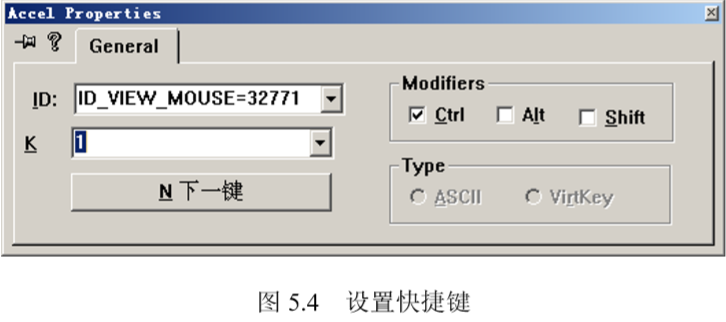 Accel Properties
General
ID: ID_VIEW_MOUSE=32771
K 1
N 下一键
Modifiers
Ctrl Alt Shift
Type
ASCII VirtKey
图 5.4 设置快捷键